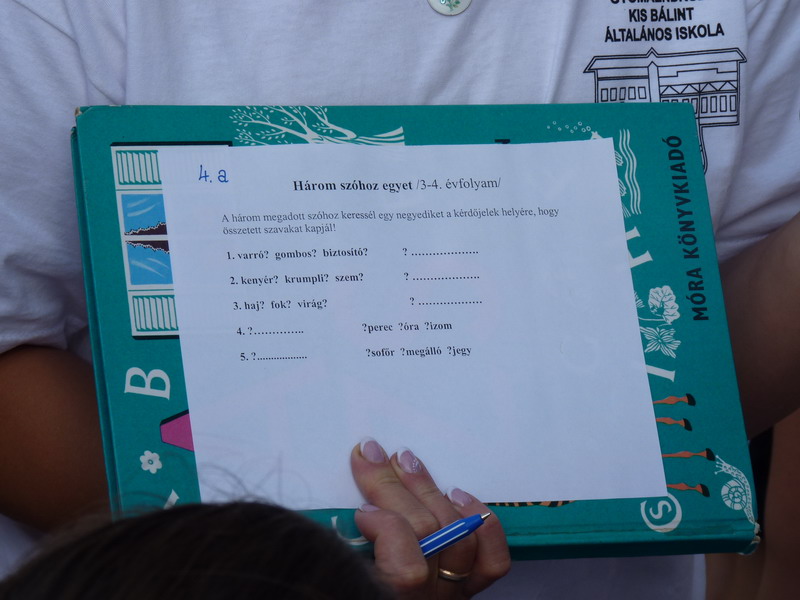 KIS BÁLINT
ÁLTALÁNOS ISKOLA
MÓRA KÖNYVKIADÓ
4. a
Három szóhoz egyet /3-4. évfolyam/
A három megadott szóhoz keressél egy negyediket a kérdőjelek helyére, hogy
összetett szavakat kapjál!
1. varró? gombos? biztosító? ? ...................
2. kenyér? krumpli? szem? ? ...................
3. haj? fok? virág? ? ..................
4. ?.............. ?perec ?óra ?izom
5. ?.................. ?sofőr ?megálló ?jegy
B
S